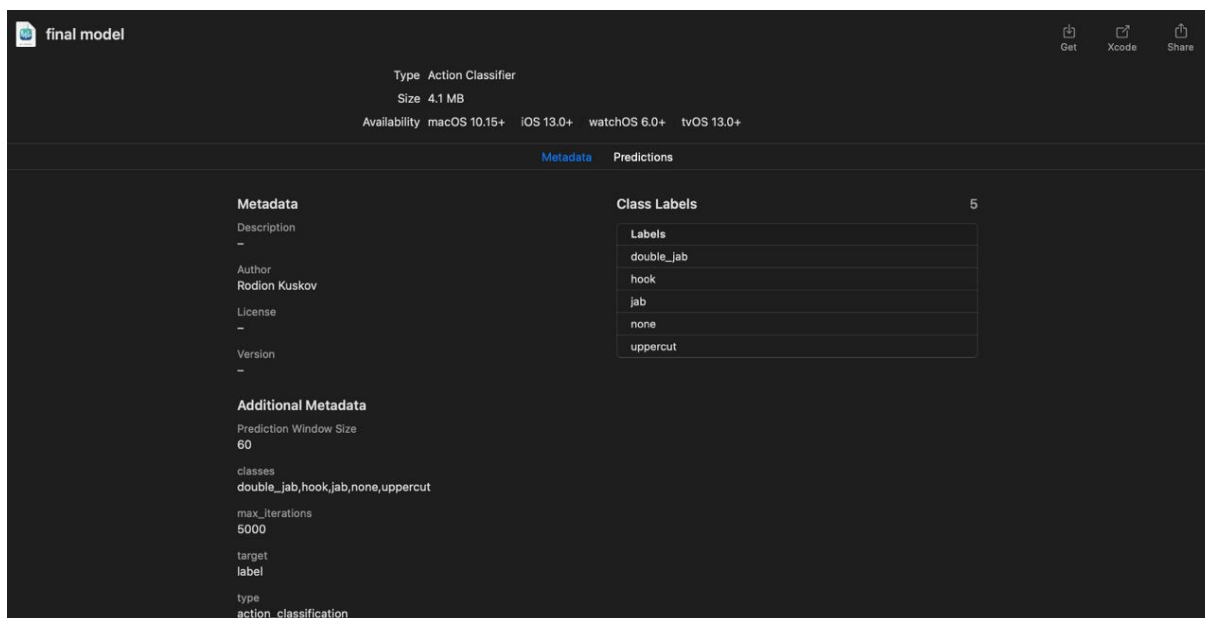 final model
Get Xcode Share
Type Action Classifier
Size 4.1 MB
Availability macOS 10.15+ iOS 13.0+ watchOS 6.0+ tvOS 13.0+
Metadata Predictions
Metadata
Description
–
Author
Rodion Kuskov
License
–
Version
–
Additional Metadata
Prediction Window Size
60
classes
double_jab,hook,jab,none,uppercut
max_iterations
5000
target
label
type
action_classification
Class Labels 5
Labels
double_jab
hook
jab
none
uppercut